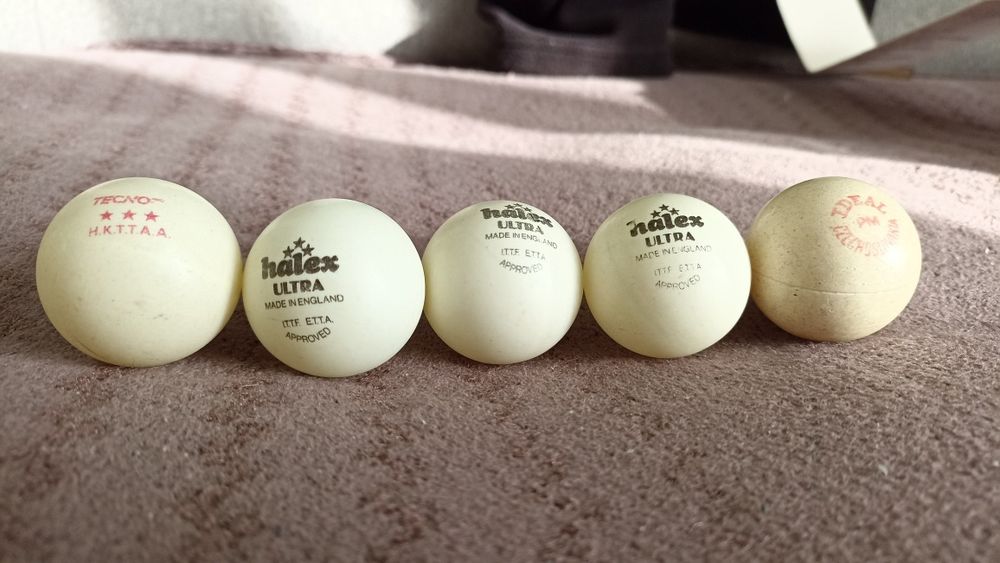 TECNO
★★★
H.K.T.T.A.A.
halex
ULTRA
MADE IN ENGLAND
I.T.T.F. E.T.T.A.
APPROVED
halex
ULTRA
MADE IN ENGLAND
I.T.T.F. E.T.T.A.
APPROVED
halex
ULTRA
MADE IN ENGLAND
I.T.T.F. E.T.T.A.
APPROVED
IDEAL
PM